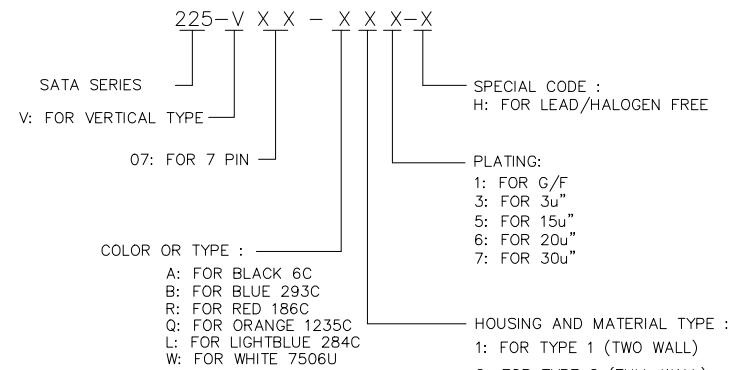 225-V X X - X X X-X
SATA SERIES
V: FOR VERTICAL TYPE
07: FOR 7 PIN
COLOR OR TYPE :
A: FOR BLACK 6C
B: FOR BLUE 293C
R: FOR RED 186C
Q: FOR ORANGE 1235C
L: FOR LIGHTBLUE 284C
W: FOR WHITE 7506U
SPECIAL CODE :
H: FOR LEAD/HALOGEN FREE
PLATING:
1: FOR G/F
3: FOR 3u"
5: FOR 15u"
6: FOR 20u"
7: FOR 30u"
HOUSING AND MATERIAL TYPE :
1: FOR TYPE 1 (TWO WALL)